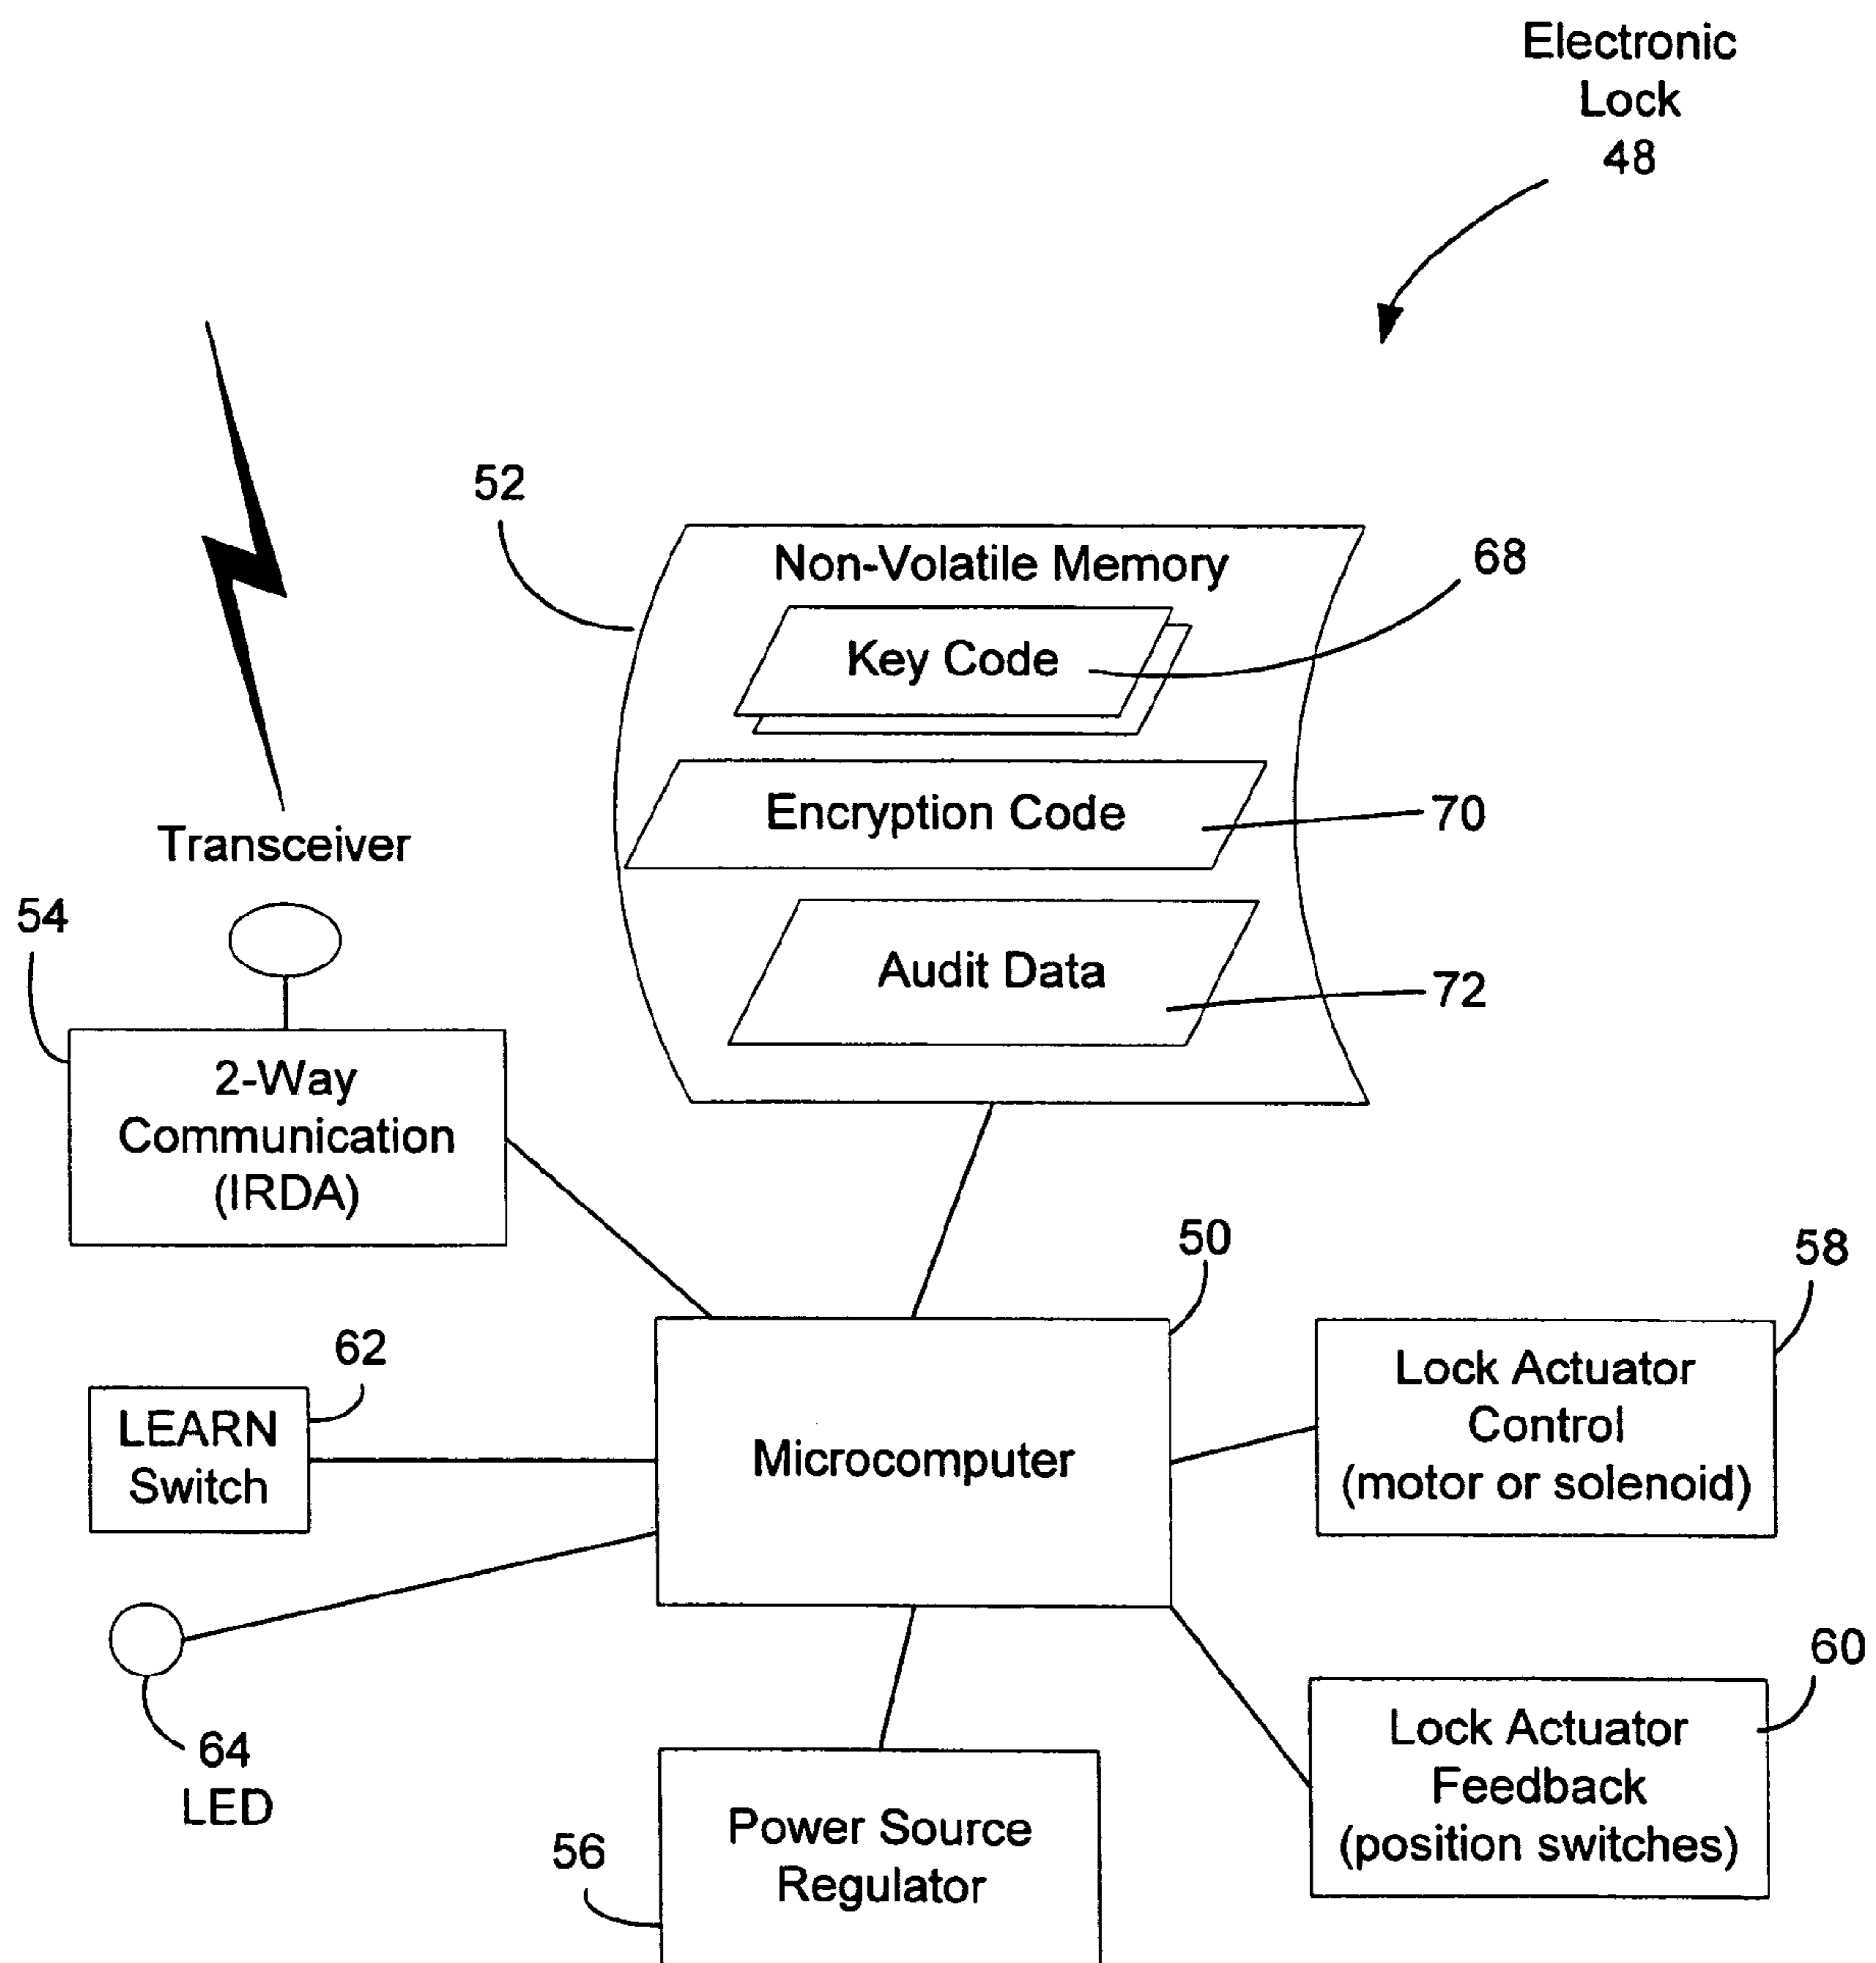 Electronic
Lock
48
52
Non-Volatile Memory
68
Key Code
Encryption Code
70
Transceiver
54
Audit Data
72
2-Way
Communication
(IRDA)
50
58
62
LEARN
Switch
Microcomputer
Lock Actuator
Control
(motor or solenoid)
60
64
LED
Lock Actuator
Feedback
(position switches)
56
Power Source
Regulator